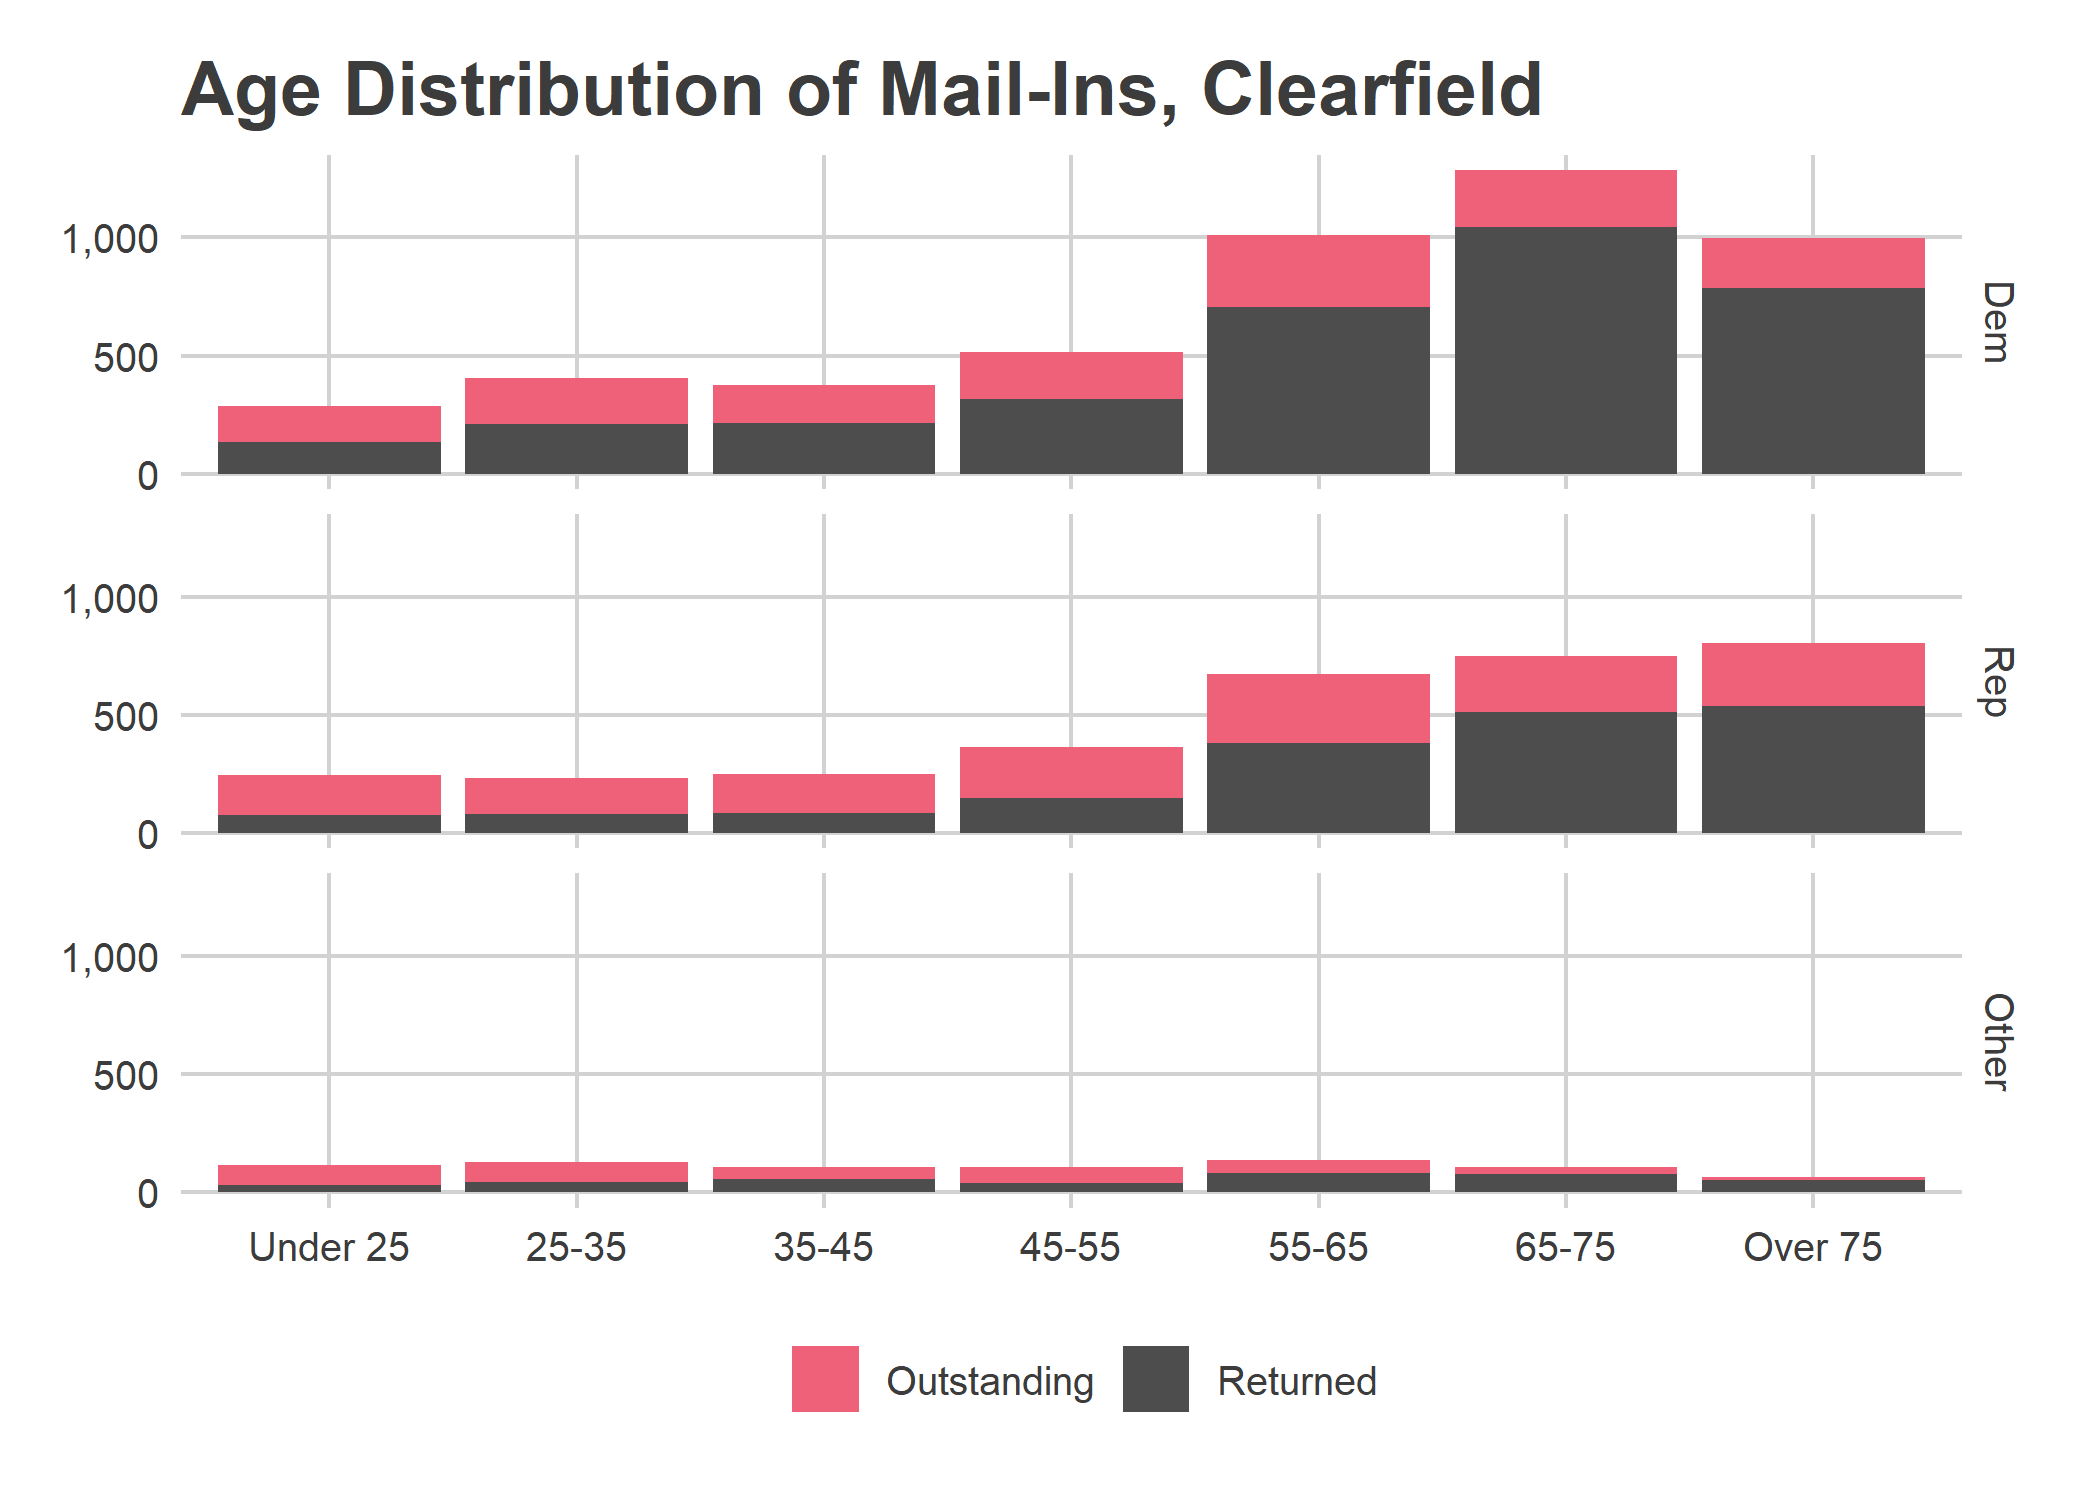 Age Distribution of Mail-Ins, Clearfield
1,000
500
0
Dem
1,000
500
0
Rep
1,000
500
0
Other
Under 25 25-35 35-45 45-55 55-65 65-75 Over 75
Outstanding Returned